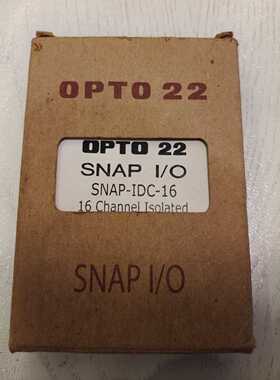 OPTO 22
OPTO 22
SNAP I/O
SNAP-IDC-16
16 Channel Isolated
SNAP I/O